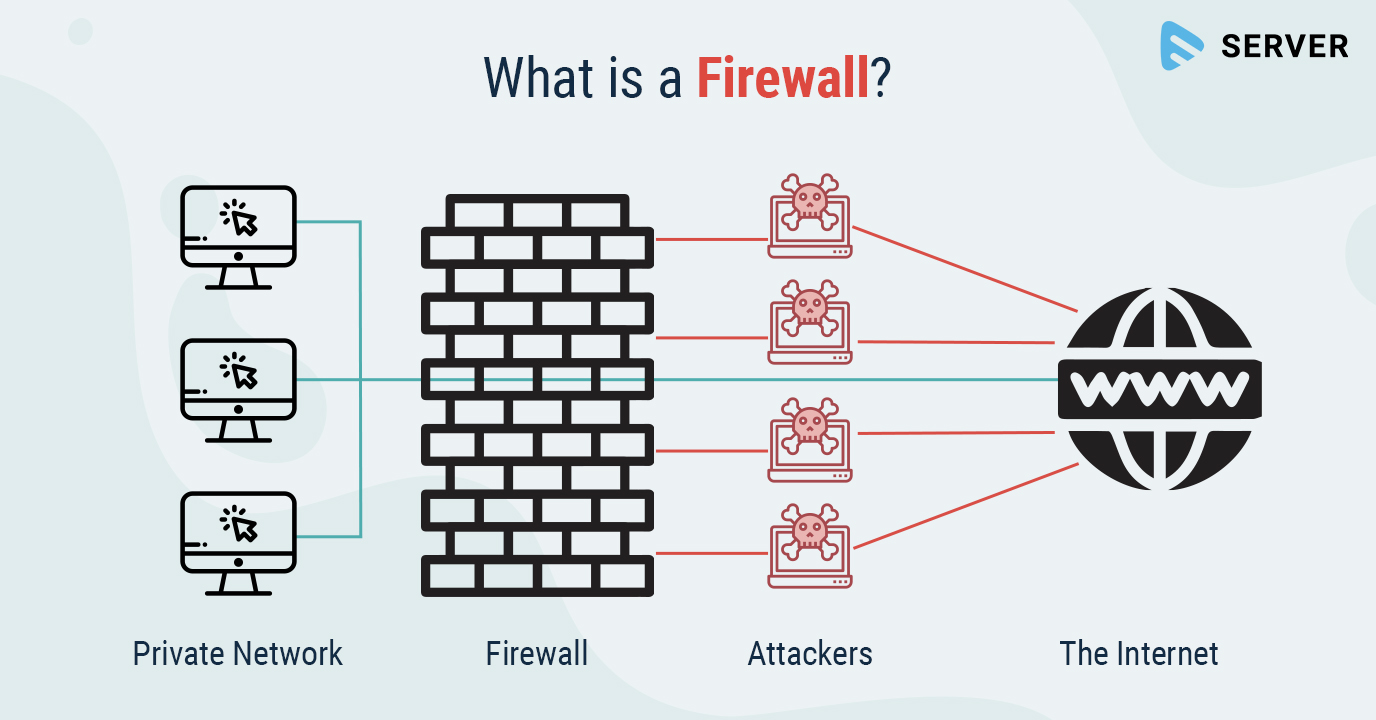 SERVER
What is a Firewall?
www
Private Network
Firewall
Attackers
The Internet